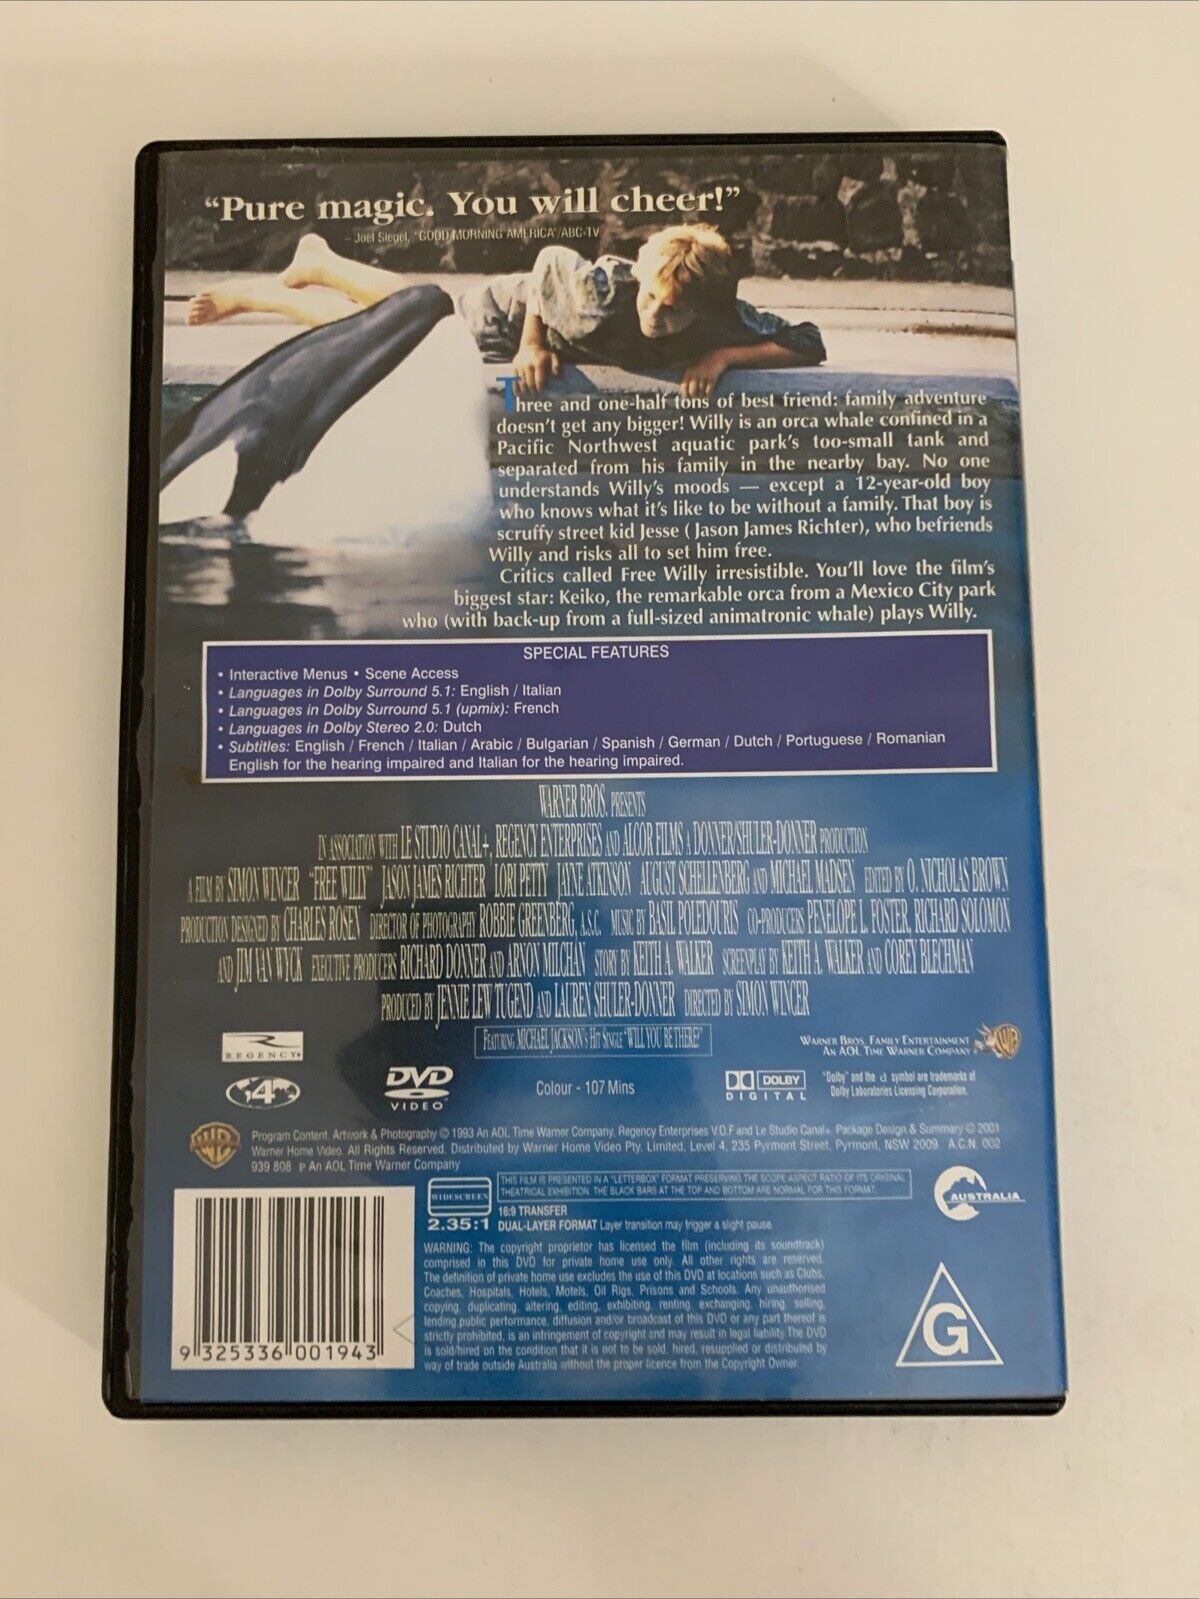 “Pure magic. You will cheer!”
– Joel Siegel, "GOOD MORNING AMERICA"/ABC-TV
Three and one-half tons of best friend: family adventure
doesn't get any bigger! Willy is an orca whale confined in a
Pacific Northwest aquatic park's too-small tank and
separated from his family in the nearby bay. No one
understands Willy's moods — except a 12-year-old boy
who knows what it's like to be without a family. That boy is
scruffy street kid Jesse ( Jason James Richter), who befriends
Willy and risks all to set him free.
Critics called Free Willy irresistible. You'll love the film's
biggest star: Keiko, the remarkable orca from a Mexico City park
who (with back-up from a full-sized animatronic whale) plays Willy.
SPECIAL FEATURES
• Interactive Menus • Scene Access
• Languages in Dolby Surround 5.1: English / Italian
• Languages in Dolby Surround 5.1 (upmix): French
• Languages in Dolby Stereo 2.0: Dutch
• Subtitles: English / French / Italian / Arabic / Bulgarian / Spanish / German / Dutch / Portuguese / Romanian
English for the hearing impaired and Italian for the hearing impaired.
WARNER BROS. PRESENTS
IN ASSOCIATION WITH LE STUDIO CANAL+, REGENCY ENTERPRISES AND ALCOR FILMS A DONNER/SHULER-DONNER PRODUCTION
A FILM BY SIMON WINCER "FREE WILLY" JASON JAMES RICHTER LORI PETTY JAYNE ATKINSON AUGUST SCHELLENBERG AND MICHAEL MADSEN EDITED BY O. NICHOLAS BROWN
PRODUCTION DESIGNED BY CHARLES ROSEN DIRECTOR OF PHOTOGRAPHY ROBBIE GREENBERG, A.S.C. MUSIC BY BASIL POLEDOURIS CO-PRODUCERS PENELOPE L. FOSTER, RICHARD SOLOMON
AND JIM VAN WYCK EXECUTIVE PRODUCERS RICHARD DONNER AND ARNON MILCHAN STORY BY KEITH A. WALKER SCREENPLAY BY KEITH A. WALKER AND COREY BLECHMAN
PRODUCED BY JENNIE LEW TUGEND AND LAUREN SHULER-DONNER DIRECTED BY SIMON WINCER
FEATURING MICHAEL JACKSON'S HIT SINGLE "WILL YOU BE THERE?"
R REGENCY
WARNER BROS. FAMILY ENTERTAINMENT
AN AOL TIME WARNER COMPANY
WB
4
DVD
VIDEO
Colour - 107 Mins
DOLBY
DIGITAL
"Dolby" and the symbol are trademarks of
Dolby Laboratories Licensing Corporation.
WB
Program Content, Artwork & Photography © 1993 An AOL Time Warner Company, Regency Enterprises V.O.F and Le Studio Canal+. Package Design & Summary © 2001
Warner Home Video. All Rights Reserved. Distributed by Warner Home Video Pty. Limited, Level 4, 235 Pyrmont Street, Pyrmont, NSW 2009. A.C.N. 002
939 808 P An AOL Time Warner Company
WIDESCREEN
2.35:1
THIS FILM IS PRESENTED IN A "LETTERBOX" FORMAT PRESERVING THE SCOPE ASPECT RATIO OF ITS ORIGINAL
THEATRICAL EXHIBITION. THE BLACK BARS AT THE TOP AND BOTTOM ARE NORMAL FOR THIS FORMAT.
16:9 TRANSFER
DUAL-LAYER FORMAT Layer transition may trigger a slight pause.
AUSTRALIA
WARNING: The copyright proprietor has licensed the film (including its soundtrack)
comprised in this DVD for private home use only. All other rights are reserved.
The definition of private home use excludes the use of this DVD at locations such as Clubs,
Coaches, Hospitals, Hotels, Motels, Oil Rigs, Prisons and Schools. Any unauthorised
copying, duplicating, altering, editing, exhibiting, renting, exchanging, hiring, selling,
lending public performance, diffusion and/or broadcast of this DVD or any part thereof is
strictly prohibited, is an infringement of copyright and may result in legal liability. The DVD
is sold/hired on the condition that it is not to be sold, hired, resupplied or distributed by
way of trade outside Australia without the proper licence from the Copyright Owner.
9 325336 001943
G